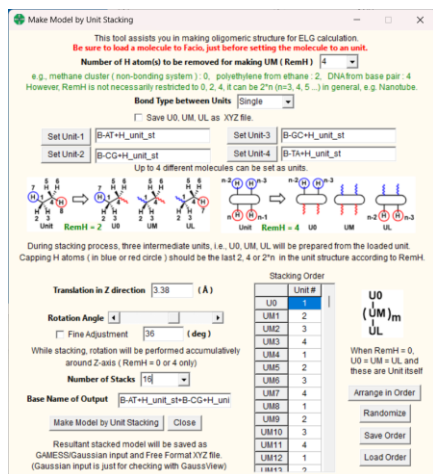 Make Model by Unit Stacking
This tool assists you in making oligomeric structure for ELG calculation.
Be sure to load a molecule to Facio, just before setting the molecule to an unit.
Number of H atom(s) to be removed for making UM ( RemH ) 4
e.g., methane cluster ( non-bonding system ) : 0, polyethylene from ethane : 2, DNA from base pair : 4
However, RemH is not necessarily restricted to 0, 2, 4, it can be 2*n (n=3, 4, 5 ...) in general, e.g. Nanotube.
Bond Type between Units Single
Save U0, UM, UL as XYZ file.
Set Unit-1 B-AT+H_unit_st Set Unit-3 B-GC+H_unit_st
Set Unit-2 B-CG+H_unit_st Set Unit-4 B-TA+H_unit_st
Up to 4 different molecules can be set as units.
Unit RemH = 2 U0 UM UL Unit RemH = 4 U0 UM UL
During stacking process, three intermediate units, i.e., U0, UM, UL will be prepared from the loaded unit.
Capping H atoms ( in blue or red circle ) should be the last 2, 4 or 2*n in the unit structure according to RemH.
Stacking Order
Translation in Z direction 3.38 ( Å )
Rotation Angle
Fine Adjustment 36 ( deg )
While stacking, rotation will be performed accumulatively
around Z-axis ( RemH = 0 or 4 only)
Number of Stacks 16
Base Name of Output B-AT+H_unit_st+B-CG+H_uni
Make Model by Unit Stacking Close
Resultant stacked model will be saved as
GAMESS/Gaussian input and Free Format XYZ file.
(Gaussian input is just for checking with GaussView)
Unit #
U0 1
UM1 2
UM2 3
UM3 4
UM4 1
UM5 2
UM6 3
UM7 4
UM8 1
UM9 2
UM10 3
UM11 4
UM12 1
UM13 2
U0
( UM )m
UL
When RemH = 0,
U0 = UM = UL and
these are Unit itself
Arrange in Order
Randomize
Save Order
Load Order